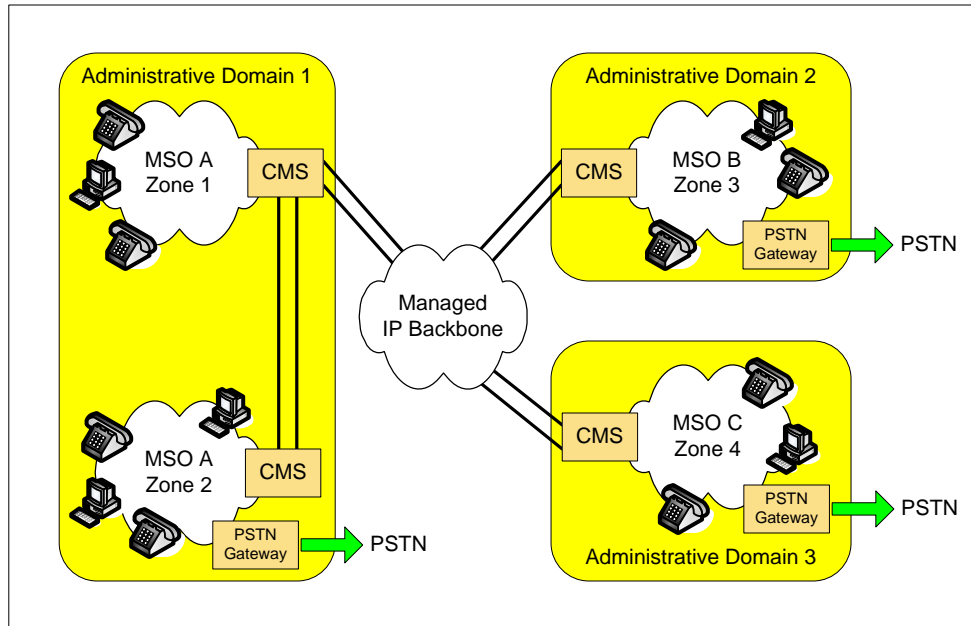 Administrative Domain 1
MSO A
Zone 1
CMS
MSO A
Zone 2
CMS
PSTN
Gateway
PSTN
Managed
IP Backbone
Administrative Domain 2
CMS
MSO B
Zone 3
PSTN
Gateway
PSTN
CMS
MSO C
Zone 4
PSTN
Gateway
PSTN
Administrative Domain 3